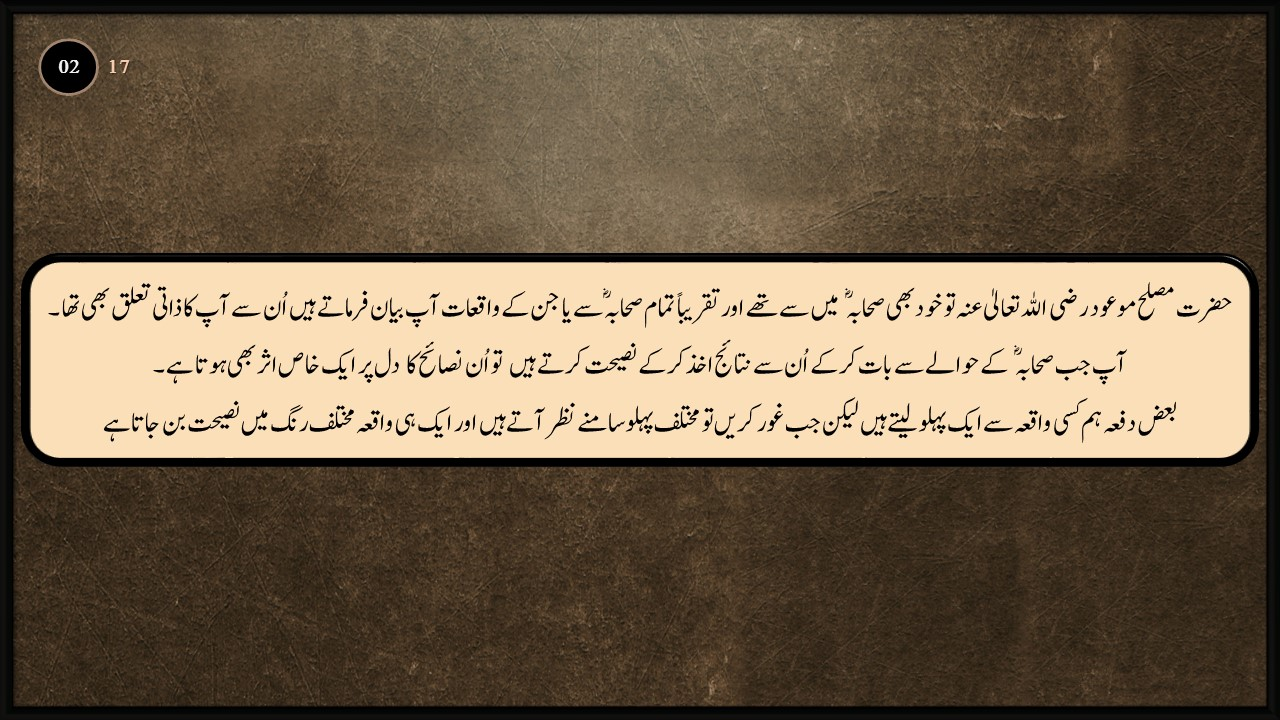 02 17
حضرت مصلح موعود رضی اللہ تعالیٰ عنہ تو خود بھی صحابہؓ میں سے تھے اور تقریباً تمام صحابہؓ سے یا جن کے واقعات آپ بیان فرماتے ہیں اُن سے آپ کا ذاتی تعلق بھی تھا۔
آپ جب صحابہؓ کے حوالے سے بات کرکے اُن سے نتائج اخذ کرکے نصیحت کرتے ہیں تو اُن نصائح کا دل پر ایک خاص اثر بھی ہوتا ہے۔
بعض دفعہ ہم کسی واقعہ سے ایک پہلو لیتے ہیں لیکن جب غور کریں تو مختلف پہلو سامنے نظر آتے ہیں اور ایک ہی واقعہ مختلف رنگ میں نصیحت بن جاتا ہے